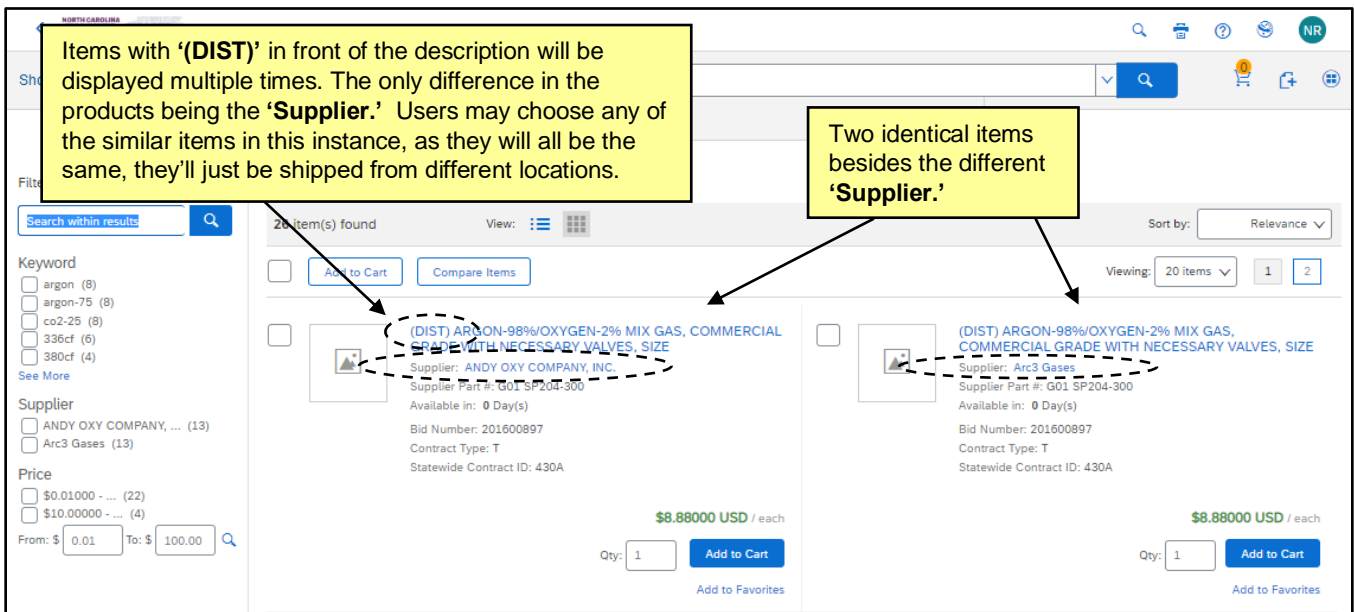 NORTH CAROLINA
NR
Items with ‘(DIST)’ in front of the description will be
displayed multiple times. The only difference in the
products being the ‘Supplier.’ Users may choose any of
the similar items in this instance, as they will all be the
same, they’ll just be shipped from different locations.
0
Two identical items
besides the different
‘Supplier.’
Search within results
26 item(s) found
View:
Sort by:
Relevance
Keyword
argon (8)
argon-75 (8)
co2-25 (8)
336cf (6)
380cf (4)
See More
Supplier
ANDY OXY COMPANY, ... (13)
Arc3 Gases (13)
Price
$0.01000 - ... (22)
$10.00000 - ... (4)
From: $ 0.01 To: $ 100.00
Add to Cart
Compare Items
Viewing: 20 items 1 2
(DIST) ARGON-98%/OXYGEN-2% MIX GAS, COMMERCIAL
GRADE WITH NECESSARY VALVES, SIZE
Supplier: ANDY OXY COMPANY, INC.
Supplier Part #: G01 SP204-300
Available in: 0 Day(s)
Bid Number: 201600897
Contract Type: T
Statewide Contract ID: 430A
$8.88000 USD / each
Qty: 1 Add to Cart
Add to Favorites
(DIST) ARGON-98%/OXYGEN-2% MIX GAS,
COMMERCIAL GRADE WITH NECESSARY VALVES, SIZE
Supplier: Arc3 Gases
Supplier Part #: G01 SP204-300
Available in: 0 Day(s)
Bid Number: 201600897
Contract Type: T
Statewide Contract ID: 430A
$8.88000 USD / each
Qty: 1 Add to Cart
Add to Favorites